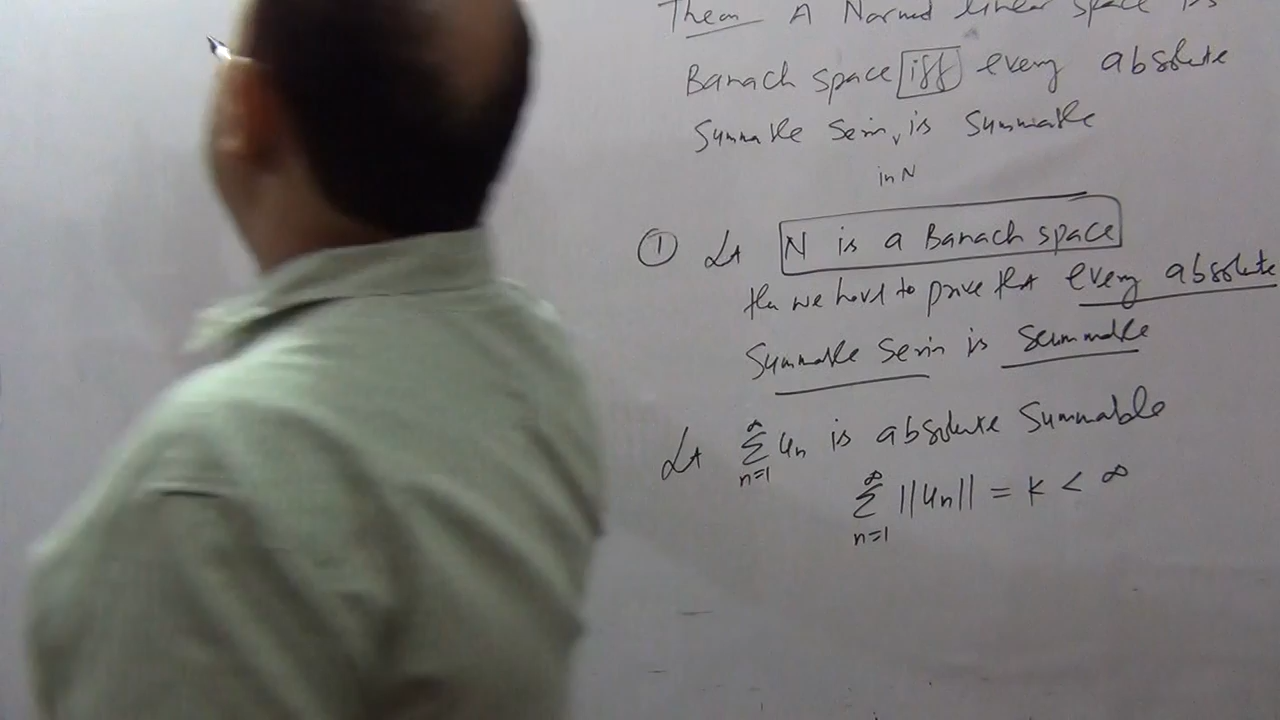 Them A Normed linear space is
Banach space iff every absolute
Summable Serin, is Summable
in N
① Let N is a Banach space
then we have to prove that every absolute
Summable Serin is Summable
Let ∞∑n=1 un is absolute Summable
∞∑n=1 ||un|| = k < ∞